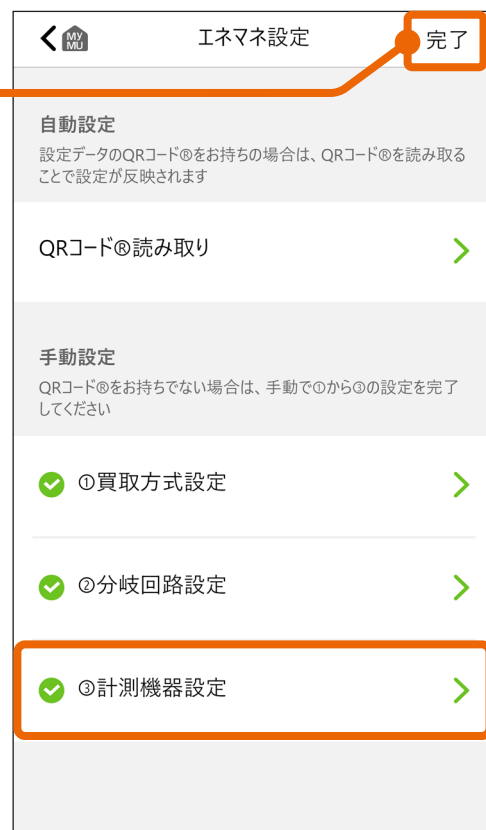 MY
MU
エネマネ設定
完了
自動設定
設定データのQRコード®をお持ちの場合は、QRコード®を読み取る
ことで設定が反映されます
QRコード®読み取り
手動設定
QRコード®をお持ちでない場合は、手動で①から③の設定を完了
してください
①買取方式設定
②分岐回路設定
③計測機器設定